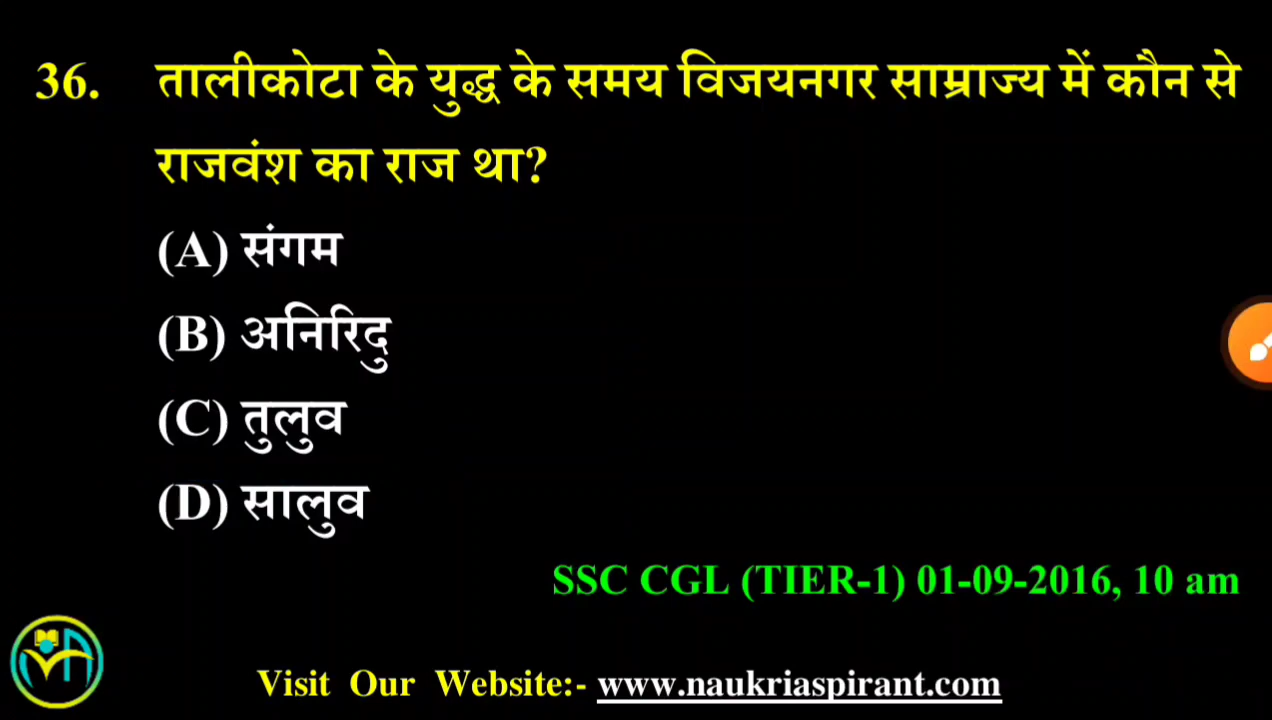 36. तालीकोटा के युद्ध के समय विजयनगर साम्राज्य में कौन से
राजवंश का राज था?
(A) संगम
(B) अनिरिदु
(C) तुलुव
(D) सालुव
SSC CGL (TIER-1) 01-09-2016, 10 am
Visit Our Website:- www.naukriaspirant.com